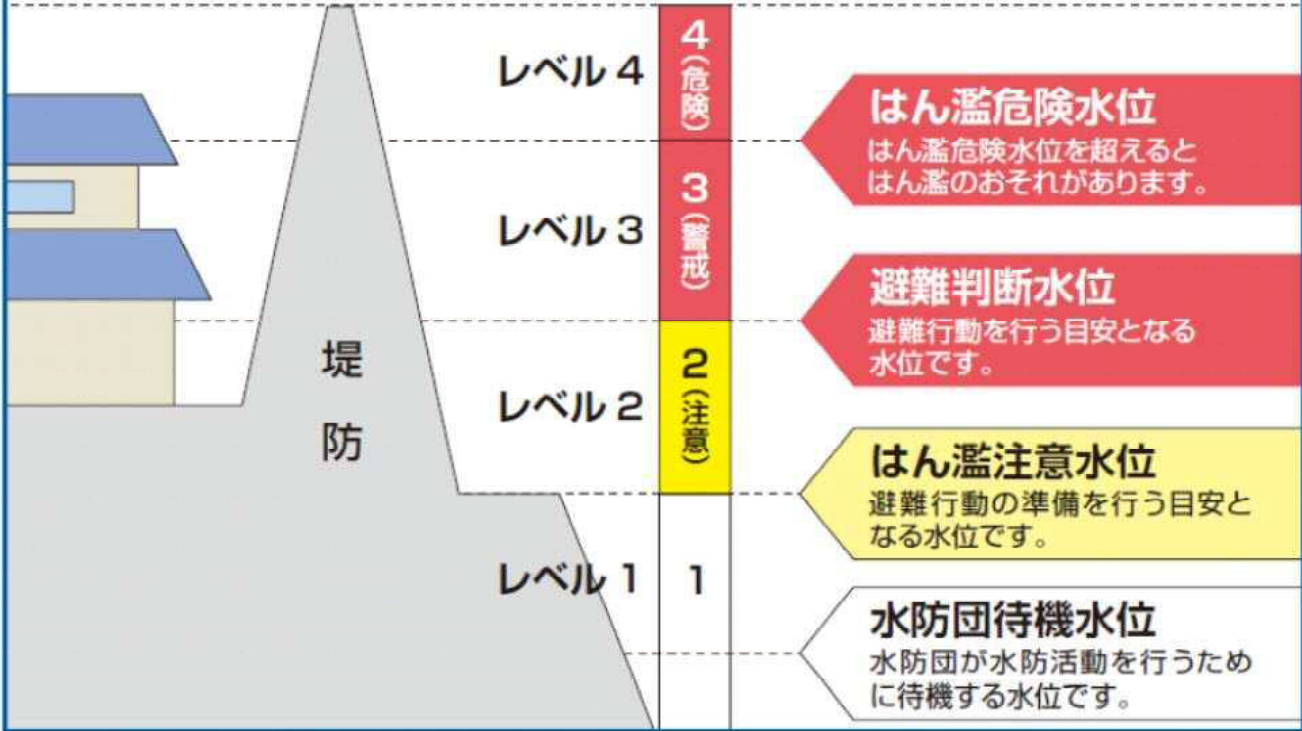 レベル 4
4(危険)
はん濫危険水位
はん濫危険水位を超えると
はん濫のおそれがあります。
レベル 3
3(警戒)
避難判断水位
避難行動を行う目安となる
水位です。
堤防
レベル 2
2(注意)
はん濫注意水位
避難行動の準備を行う目安と
なる水位です。
レベル 1
1
水防団待機水位
水防団が水防活動を行うため
に待機する水位です。